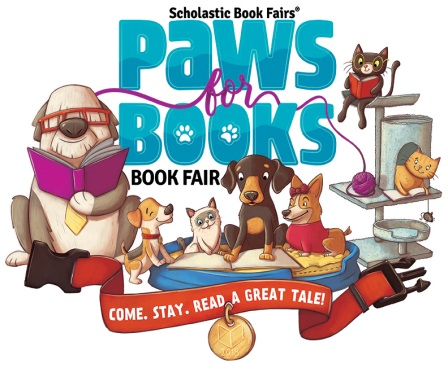 Scholastic Book Fairs®
PaWS
for
BOOKS
BOOK FAIR
COME. STAY. READ A GREAT TALE!